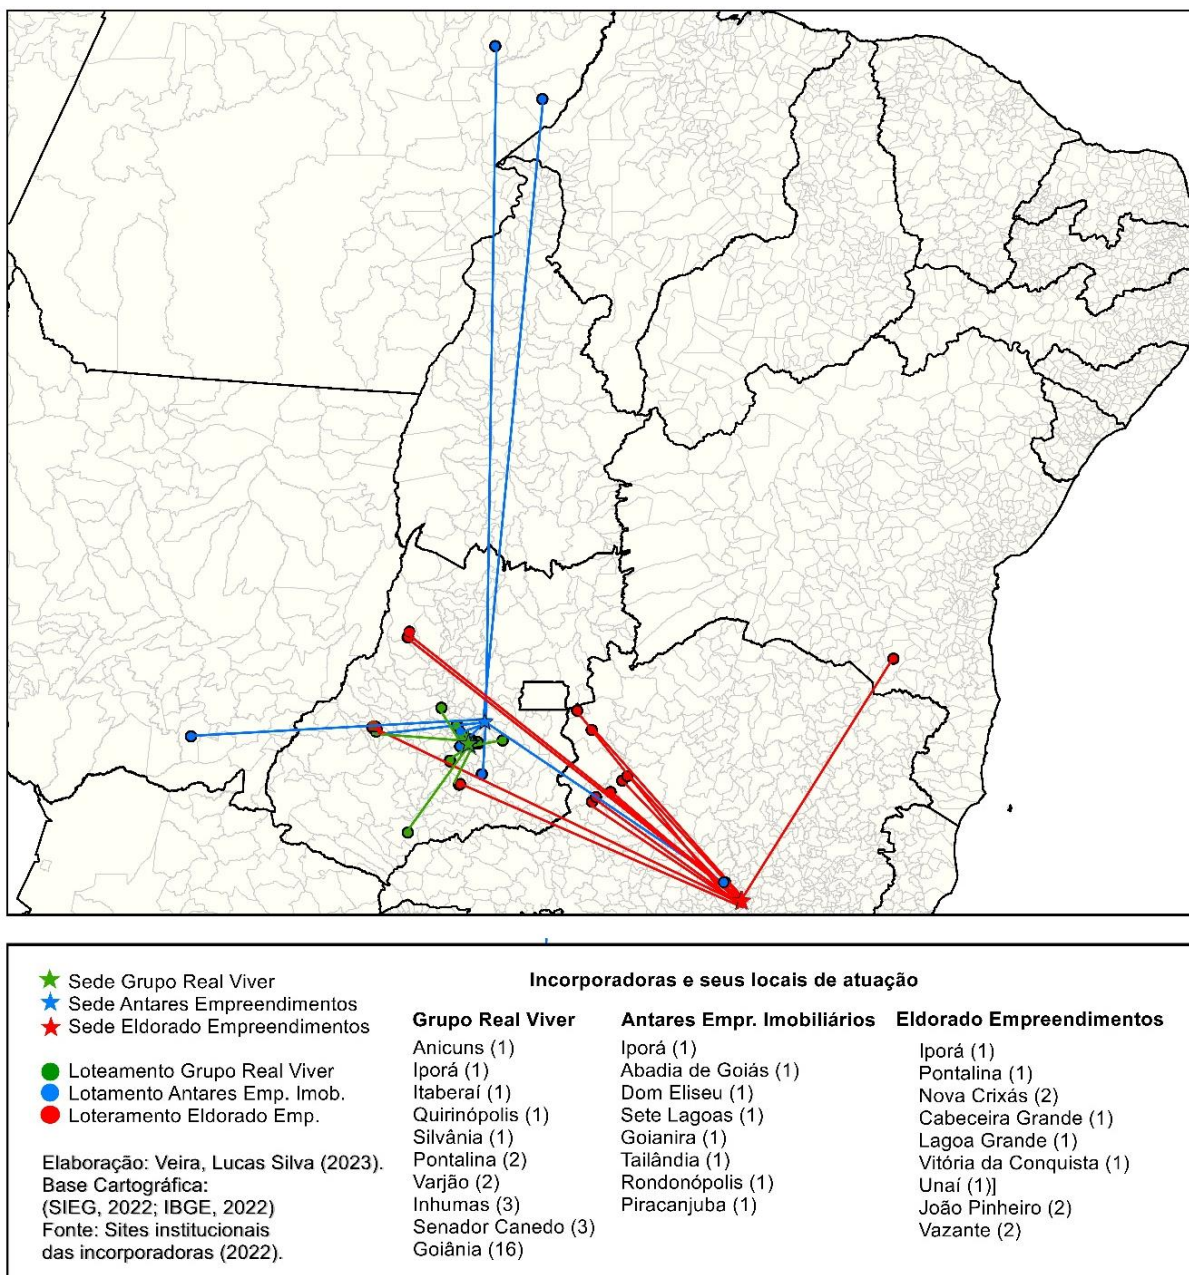 Sede Grupo Real Viver
Sede Antares Empreendimentos
Sede Eldorado Empreendimentos
Loteamento Grupo Real Viver
Lotamento Antares Emp. Imob.
Loteramento Eldorado Emp.
Elaboração: Veira, Lucas Silva (2023).
Base Cartográfica:
(SIEG, 2022; IBGE, 2022)
Fonte: Sites institucionais
das incorporadoras (2022).
Incorporadoras e seus locais de atuação
Grupo Real Viver
Anicuns (1)
Iporá (1)
Itaberaí (1)
Quirinópolis (1)
Silvânia (1)
Pontalina (2)
Varjão (2)
Inhumas (3)
Senador Canedo (3)
Goiânia (16)
Antares Empr. Imobiliários
Iporá (1)
Abadia de Goiás (1)
Dom Eliseu (1)
Sete Lagoas (1)
Goianira (1)
Tailândia (1)
Rondonópolis (1)
Piracanjuba (1)
Eldorado Empreendimentos
Iporá (1)
Pontalina (1)
Nova Crixás (2)
Cabeceira Grande (1)
Lagoa Grande (1)
Vitória da Conquista (1)
Unaí (1)]
João Pinheiro (2)
Vazante (2)